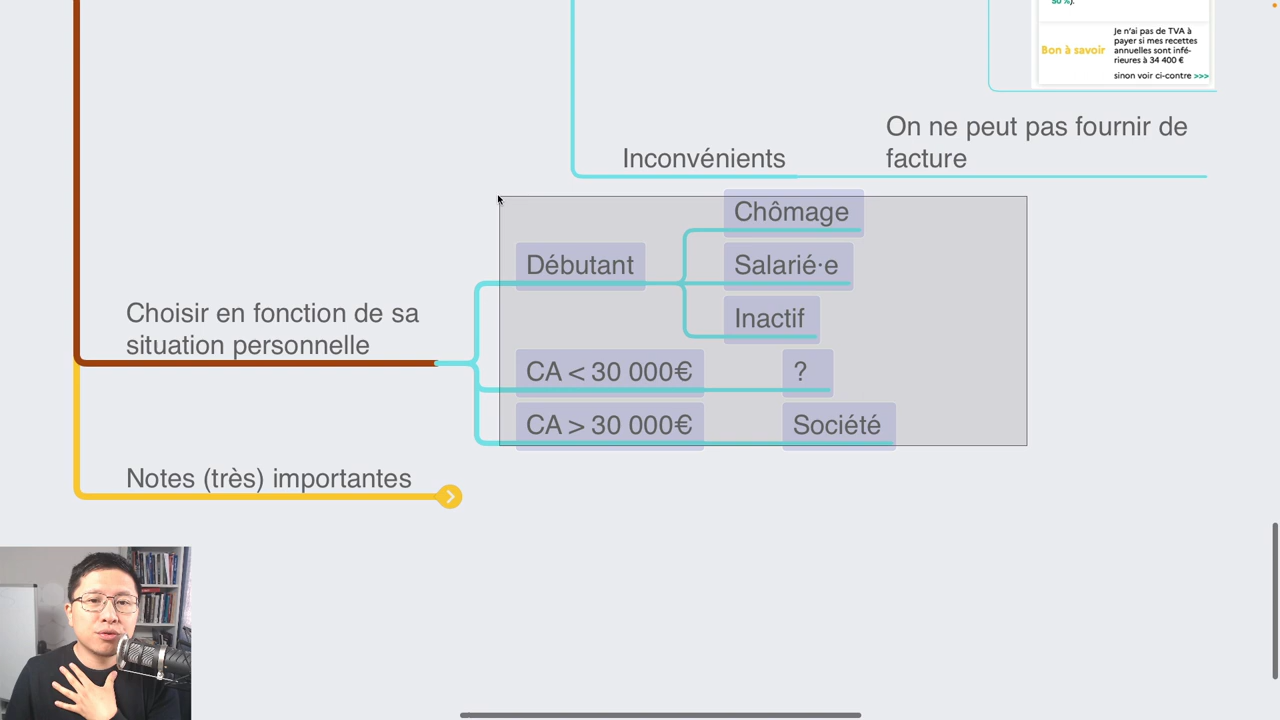 50 %).
Je n'ai pas de TVA à
payer si mes recettes
annuelles sont infé-
rieures à 34 400 €
Bon à savoir
sinon voir ci-contre >>>
On ne peut pas fournir de
facture
Inconvénients
Chômage
Débutant
Salarié·e
Inactif
Choisir en fonction de sa
situation personnelle
CA < 30 000€
?
CA > 30 000€
Société
Notes (très) importantes